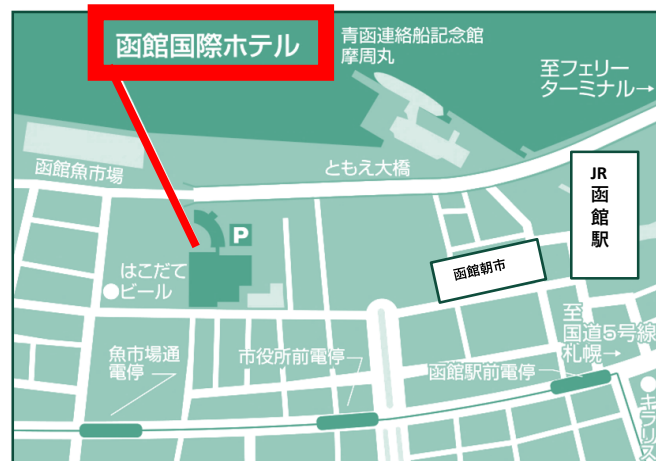 函館国際ホテル
青函連絡船記念館
摩周丸
至フェリー
ターミナル→
函館魚市場
ともえ大橋
JR
函
館
駅
P
函館朝市
はこだて
ビール
至
国道5号線
札幌→
魚市場通
電停
市役所前電停
函館駅前電停
キラリス